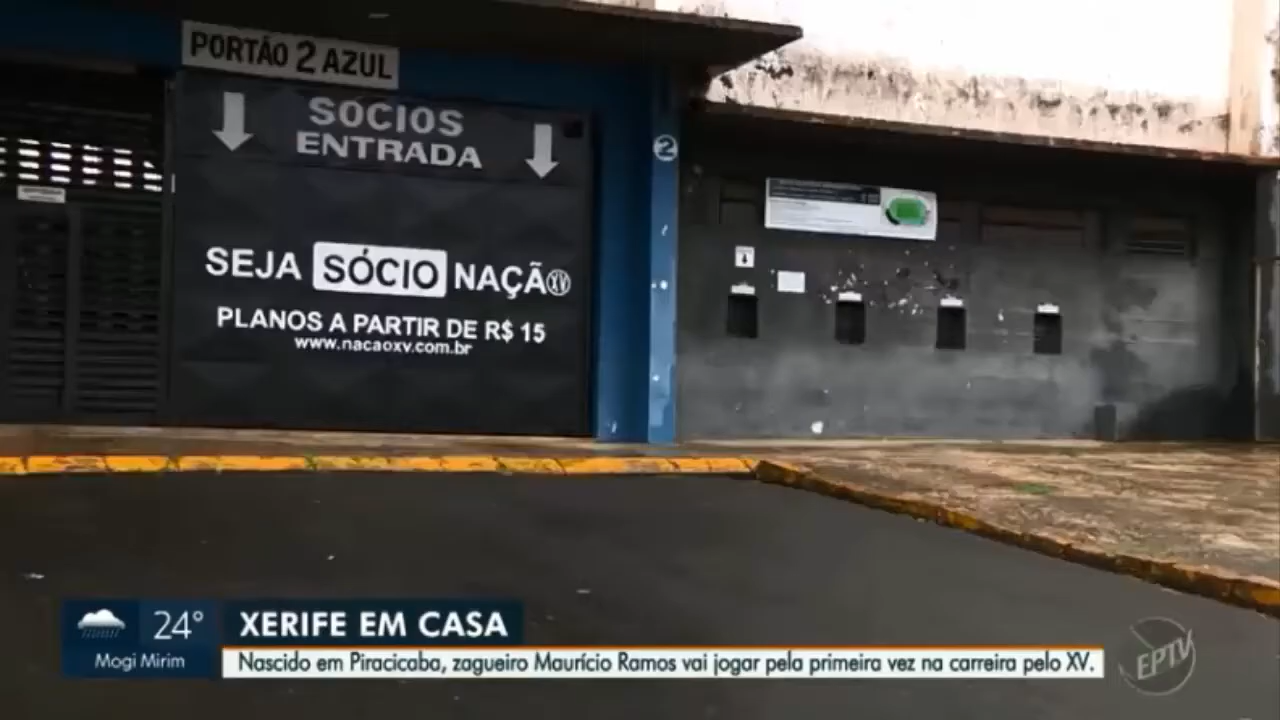 PORTÃO 2 AZUL
SÓCIOS
ENTRADA
2
SEJA SÓCIO NAÇÃO XV
PLANOS A PARTIR DE R$ 15
www.nacaoxv.com.br
24°
Mogi Mirim
XERIFE EM CASA
Nascido em Piracicaba, zagueiro Maurício Ramos vai jogar pela primeira vez na carreira pelo XV.
EPTV